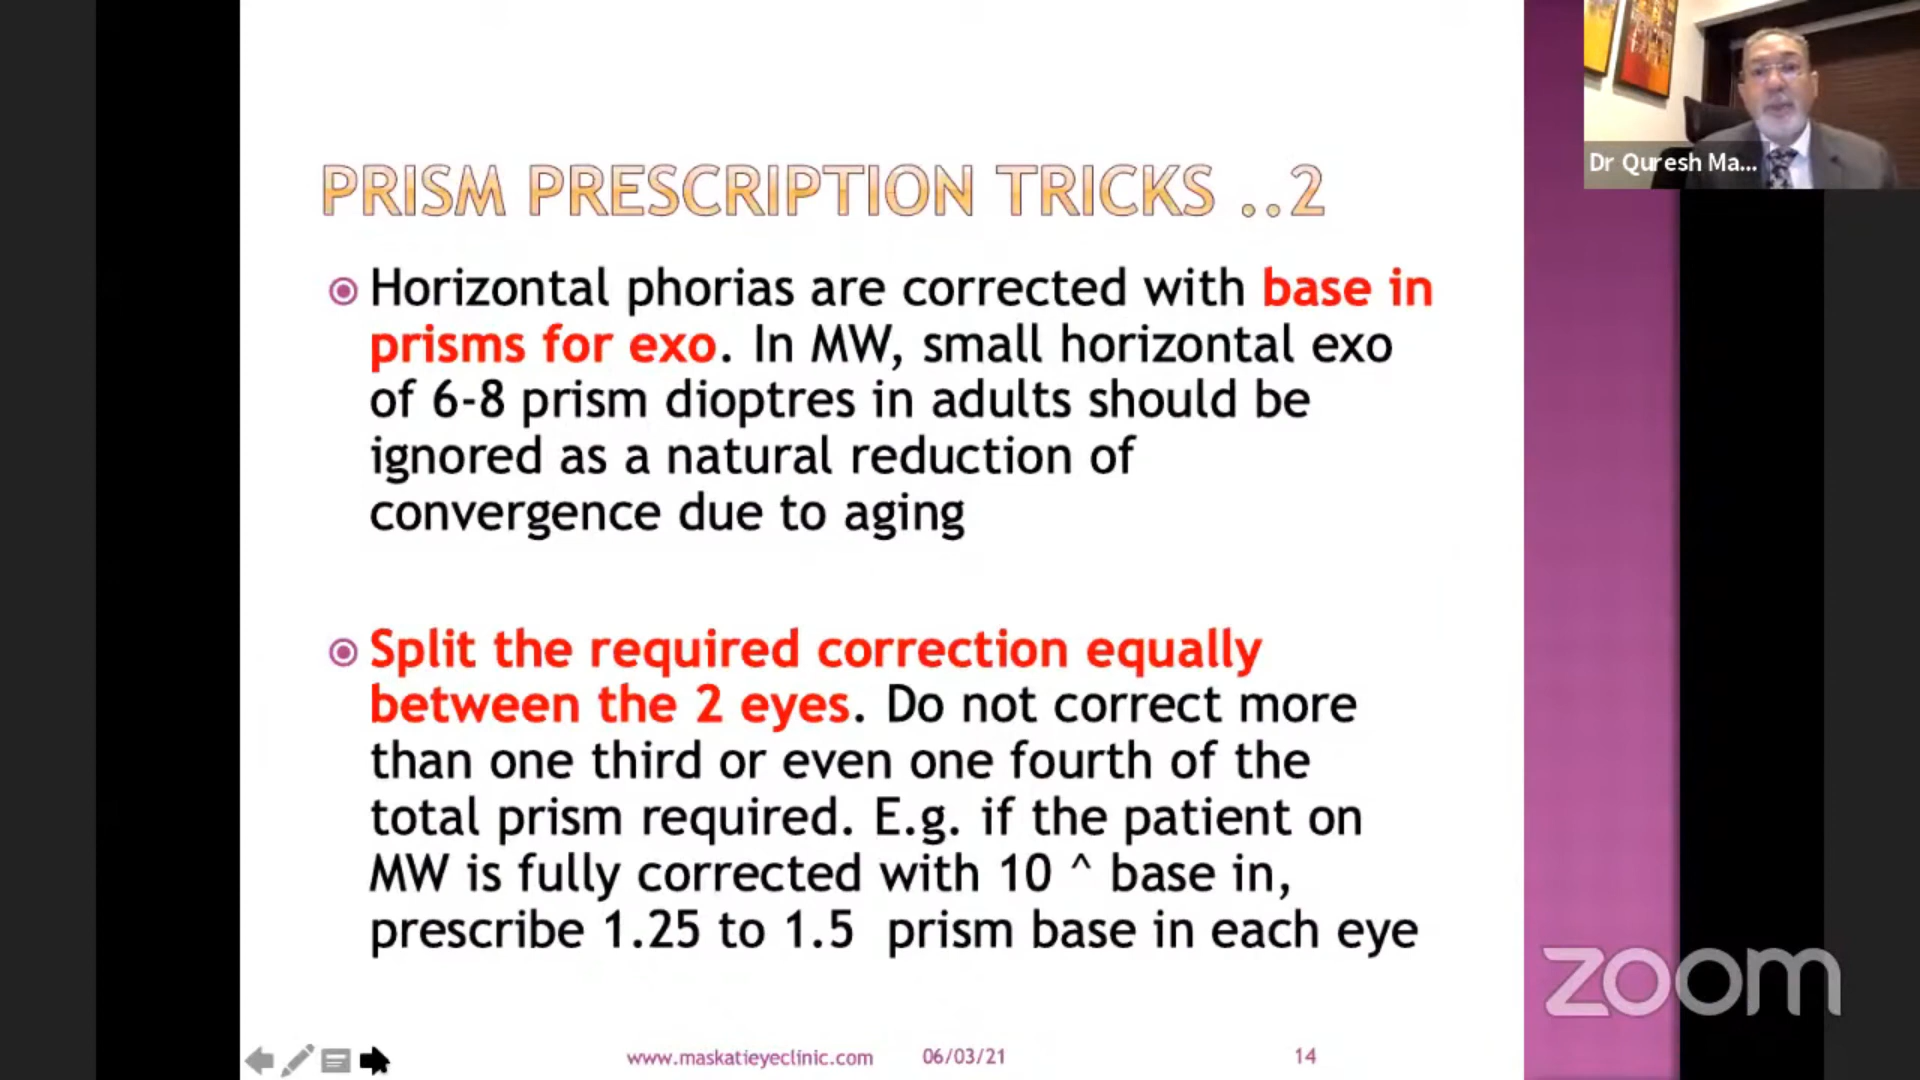 PRISM PRESCRIPTION TRICKS ..2
Horizontal phorias are corrected with base in
prisms for exo. In MW, small horizontal exo
of 6-8 prism dioptres in adults should be
ignored as a natural reduction of
convergence due to aging
Split the required correction equally
between the 2 eyes. Do not correct more
than one third or even one fourth of the
total prism required. E.g. if the patient on
MW is fully corrected with 10 ^ base in,
prescribe 1.25 to 1.5 prism base in each eye
www.maskatieyeclinic.com 06/03/21 14
Dr Quresh Ma...
zoom